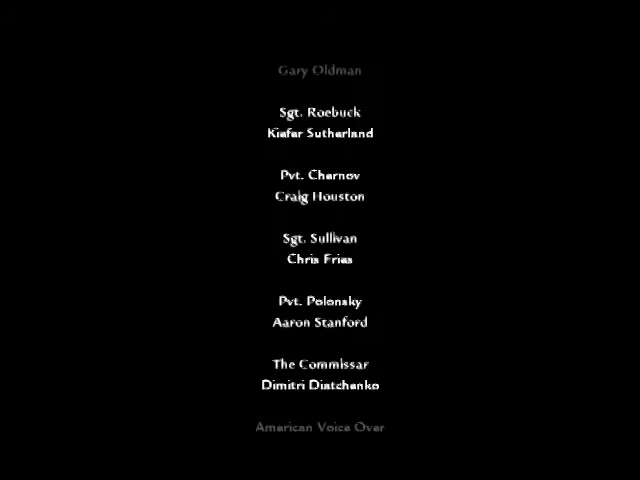 Gary Oldman
Sgt. Roebuck
Kiefer Sutherland
Pvt. Chernov
Craig Houston
Sgt. Sullivan
Chris Fries
Pvt. Polonsky
Aaron Stanford
The Commissar
Dimitri Diatchenko
American Voice Over